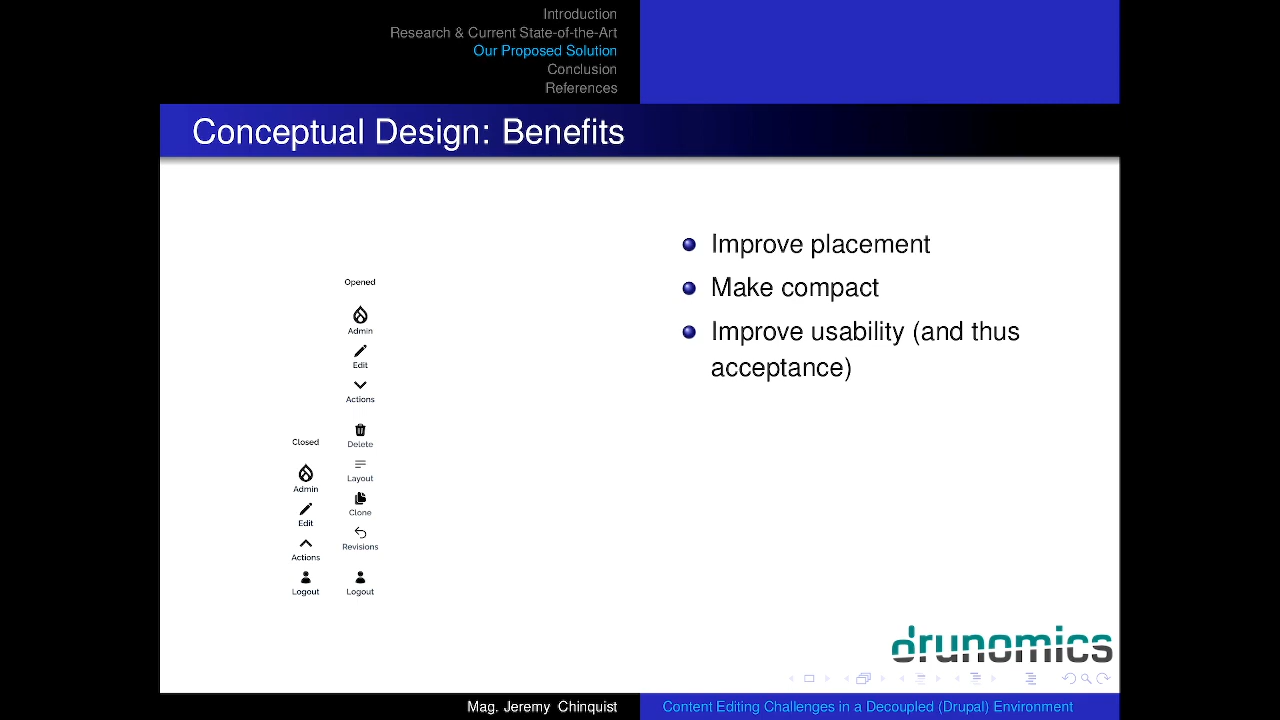 Introduction
Research & Current State-of-the-Art
Our Proposed Solution
Conclusion
References
Conceptual Design: Benefits
Opened
Admin
Edit
Actions
Delete
Layout
Clone
Revisions
Logout
Closed
Admin
Edit
Actions
Logout
Improve placement
Make compact
Improve usability (and thus
acceptance)
drunomics
Mag. Jeremy Chinquist
Content Editing Challenges in a Decoupled (Drupal) Environment